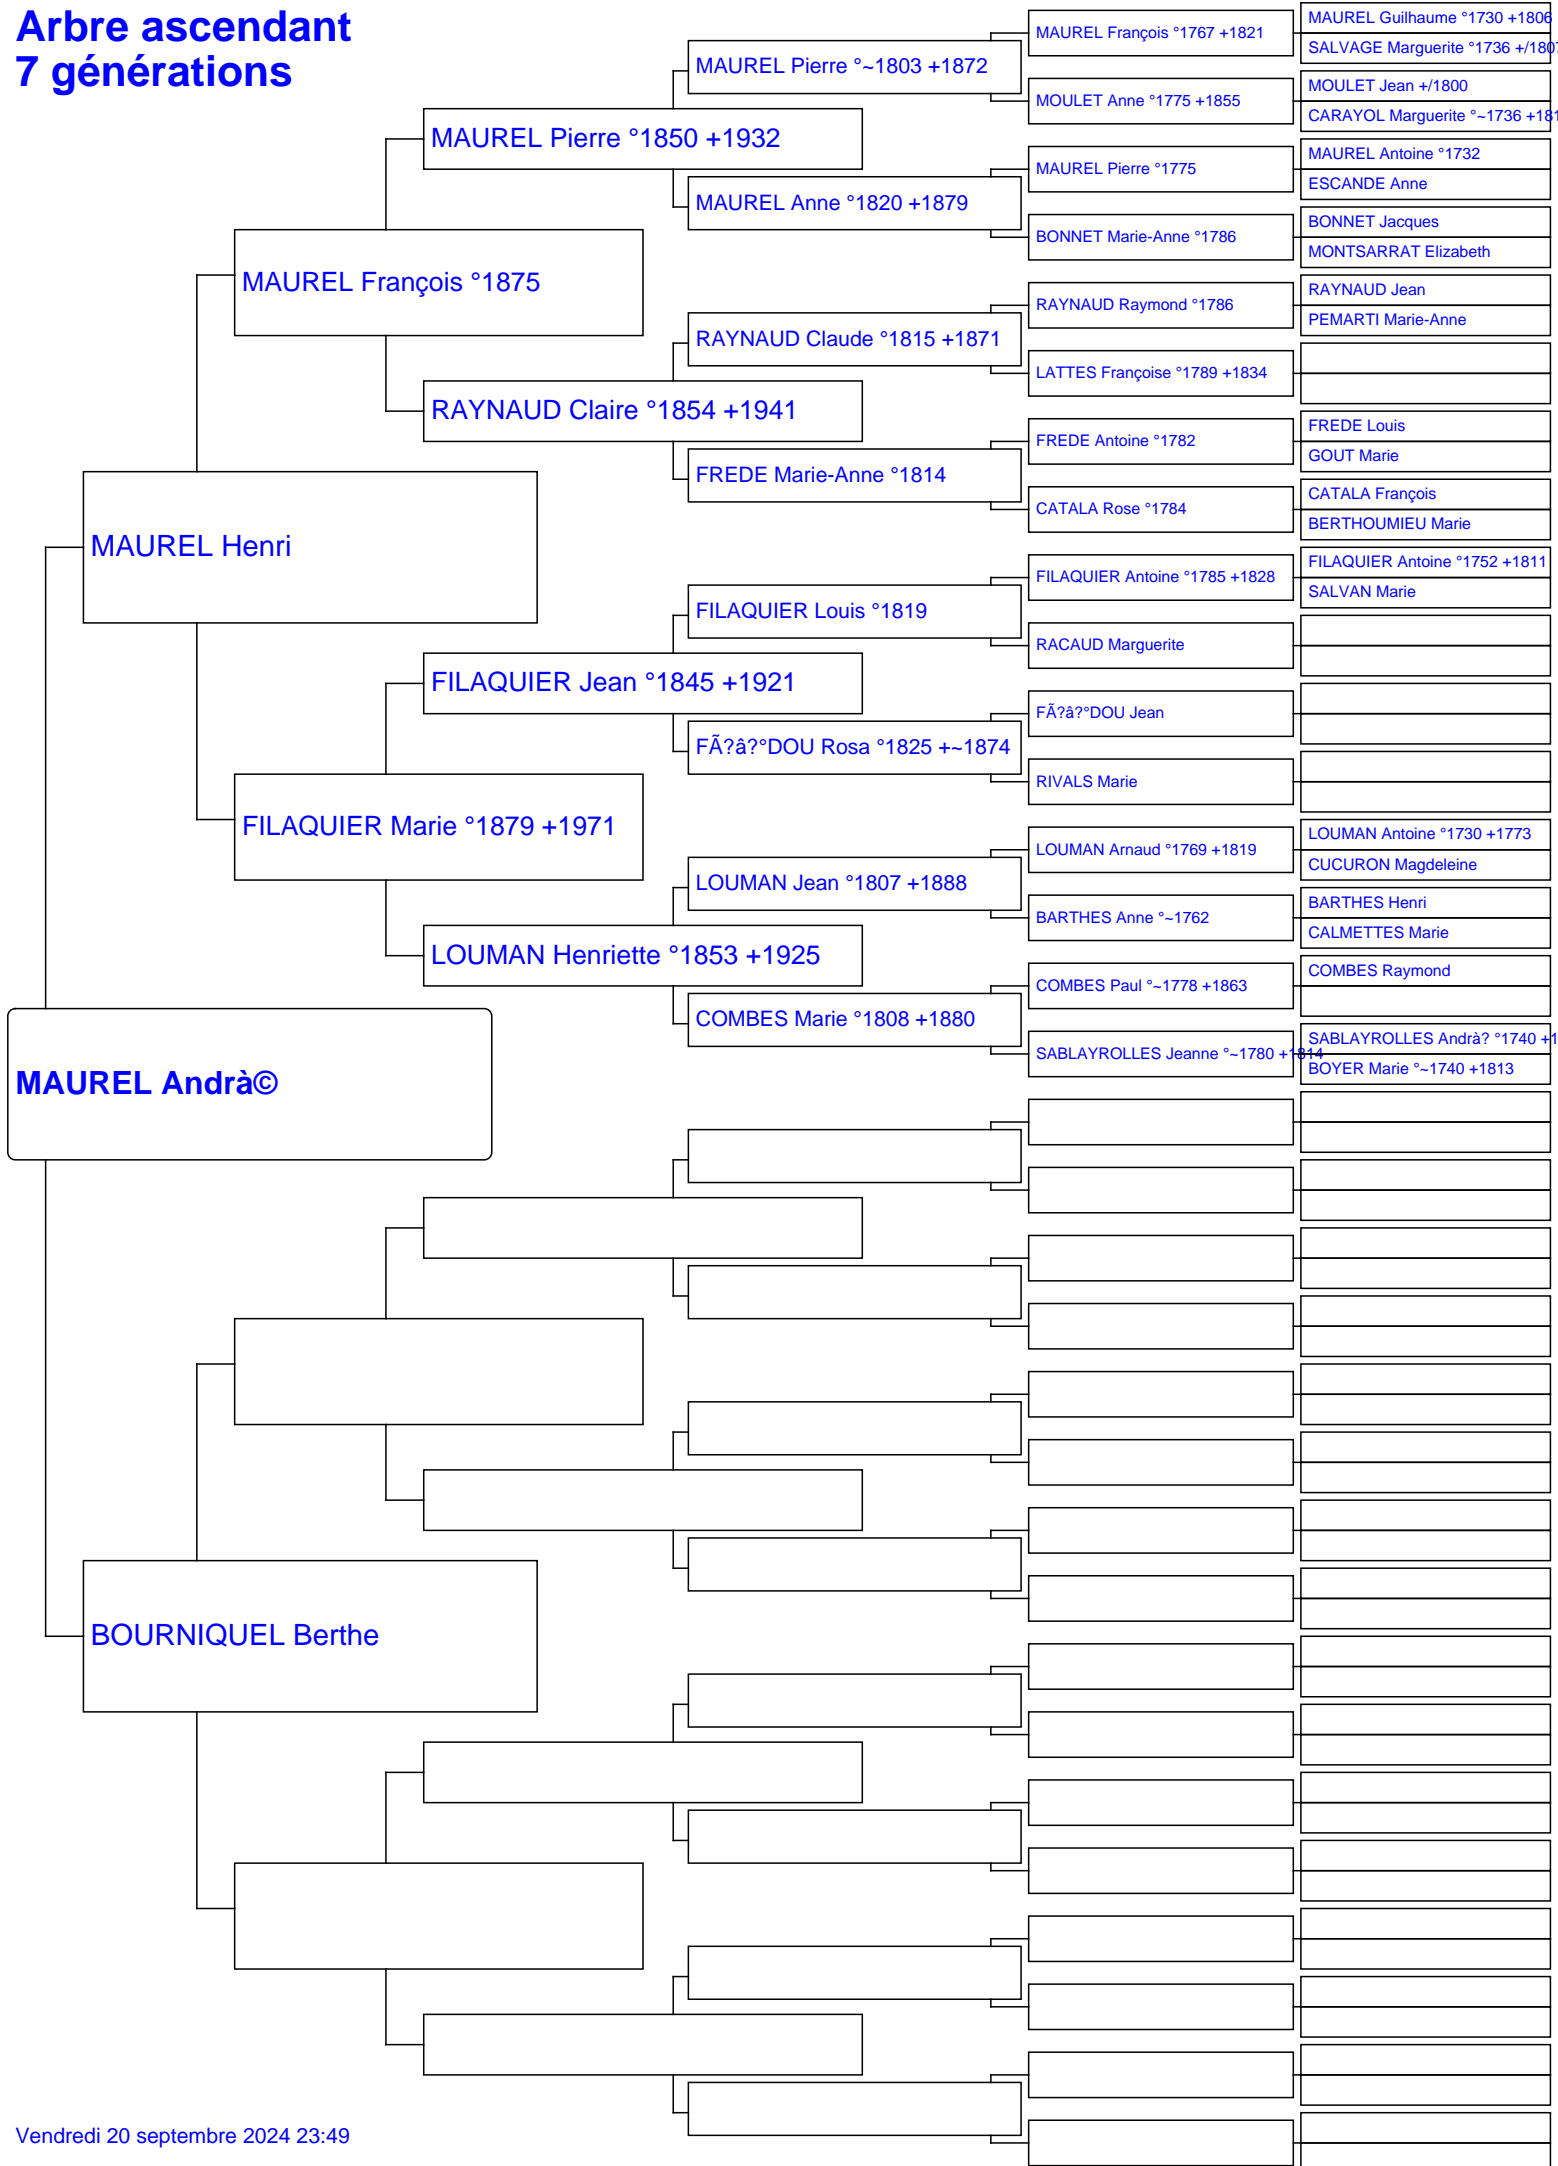 Arbre ascendant
7 générations
MAUREL Andrà©
MAUREL Henri
BOURNIQUEL Berthe
MAUREL François °1875
FILAQUIER Marie °1879 +1971
MAUREL Pierre °1850 +1932
RAYNAUD Claire °1854 +1941
FILAQUIER Jean °1845 +1921
LOUMAN Henriette °1853 +1925
MAUREL Pierre °~1803 +1872
MAUREL Anne °1820 +1879
RAYNAUD Claude °1815 +1871
FREDE Marie-Anne °1814
FILAQUIER Louis °1819
FÃ?â?°DOU Rosa °1825 +~1874
LOUMAN Jean °1807 +1888
COMBES Marie °1808 +1880
MAUREL François °1767 +1821
MOULET Anne °1775 +1855
MAUREL Pierre °1775
BONNET Marie-Anne °1786
RAYNAUD Raymond °1786
LATTES Françoise °1789 +1834
FREDE Antoine °1782
CATALA Rose °1784
FILAQUIER Antoine °1785 +1828
RACAUD Marguerite
FÃ?â?°DOU Jean
RIVALS Marie
LOUMAN Arnaud °1769 +1819
BARTHES Anne °~1762
COMBES Paul °~1778 +1863
SABLAYROLLES Jeanne °~1780 +1814
MAUREL Guilhaume °1730 +1806
SALVAGE Marguerite °1736 +/1807
MOULET Jean +/1800
CARAYOL Marguerite °~1736 +181
MAUREL Antoine °1732
ESCANDE Anne
BONNET Jacques
MONTSARRAT Elizabeth
RAYNAUD Jean
PEMARTI Marie-Anne
FREDE Louis
GOUT Marie
CATALA François
BERTHOUMIEU Marie
FILAQUIER Antoine °1752 +1811
SALVAN Marie
LOUMAN Antoine °1730 +1773
CUCURON Magdeleine
BARTHES Henri
CALMETTES Marie
COMBES Raymond
SABLAYROLLES Andrà? °1740 +1
BOYER Marie °~1740 +1813
Vendredi 20 septembre 2024 23:49